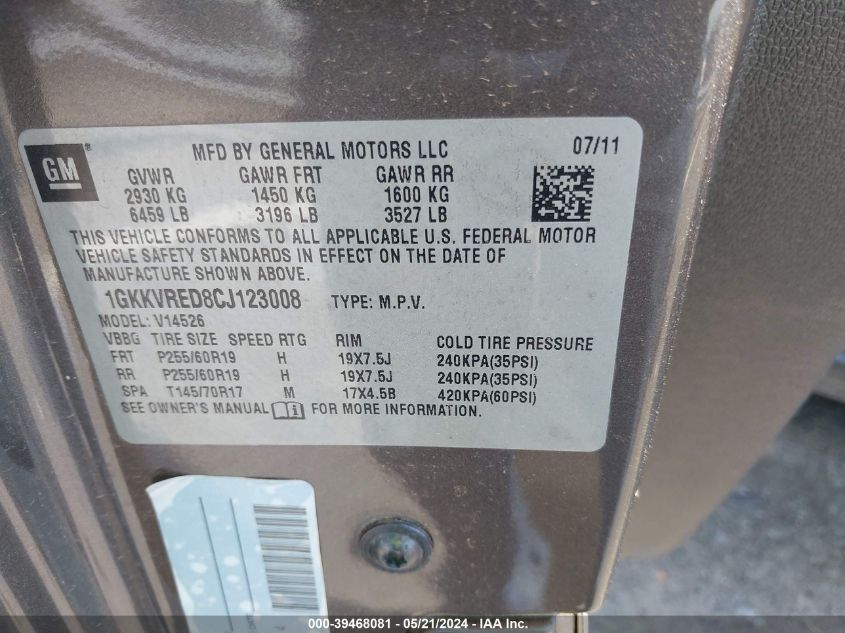 GM®
MFD BY GENERAL MOTORS LLC 07/11
GVWR GAWR FRT GAWR RR
2930 KG 1450 KG 1600 KG
6459 LB 3196 LB 3527 LB
THIS VEHICLE CONFORMS TO ALL APPLICABLE U.S. FEDERAL MOTOR
VEHICLE SAFETY STANDARDS IN EFFECT ON THE DATE OF
MANUFACTURE SHOWN ABOVE.
1GKKVRED8CJ123008 TYPE: M.P.V.
MODEL: V14526
VBBG TIRE SIZE SPEED RTG RIM COLD TIRE PRESSURE
FRT P255/60R19 H 19X7.5J 240KPA(35PSI)
RR P255/60R19 H 19X7.5J 240KPA(35PSI)
SPA T145/70R17 M 17X4.5B 420KPA(60PSI)
SEE OWNER'S MANUAL FOR MORE INFORMATION.
000-39468081 - 05/21/2024 - IAA Inc.